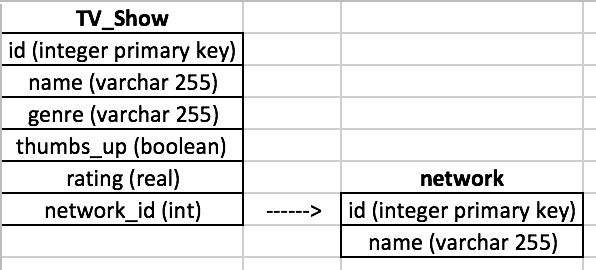 TV_Show
id (integer primary key)
name (varchar 255)
genre (varchar 255)
thumbs_up (boolean)
rating (real)
network_id (int)
------>
network
id (integer primary key)
name (varchar 255)